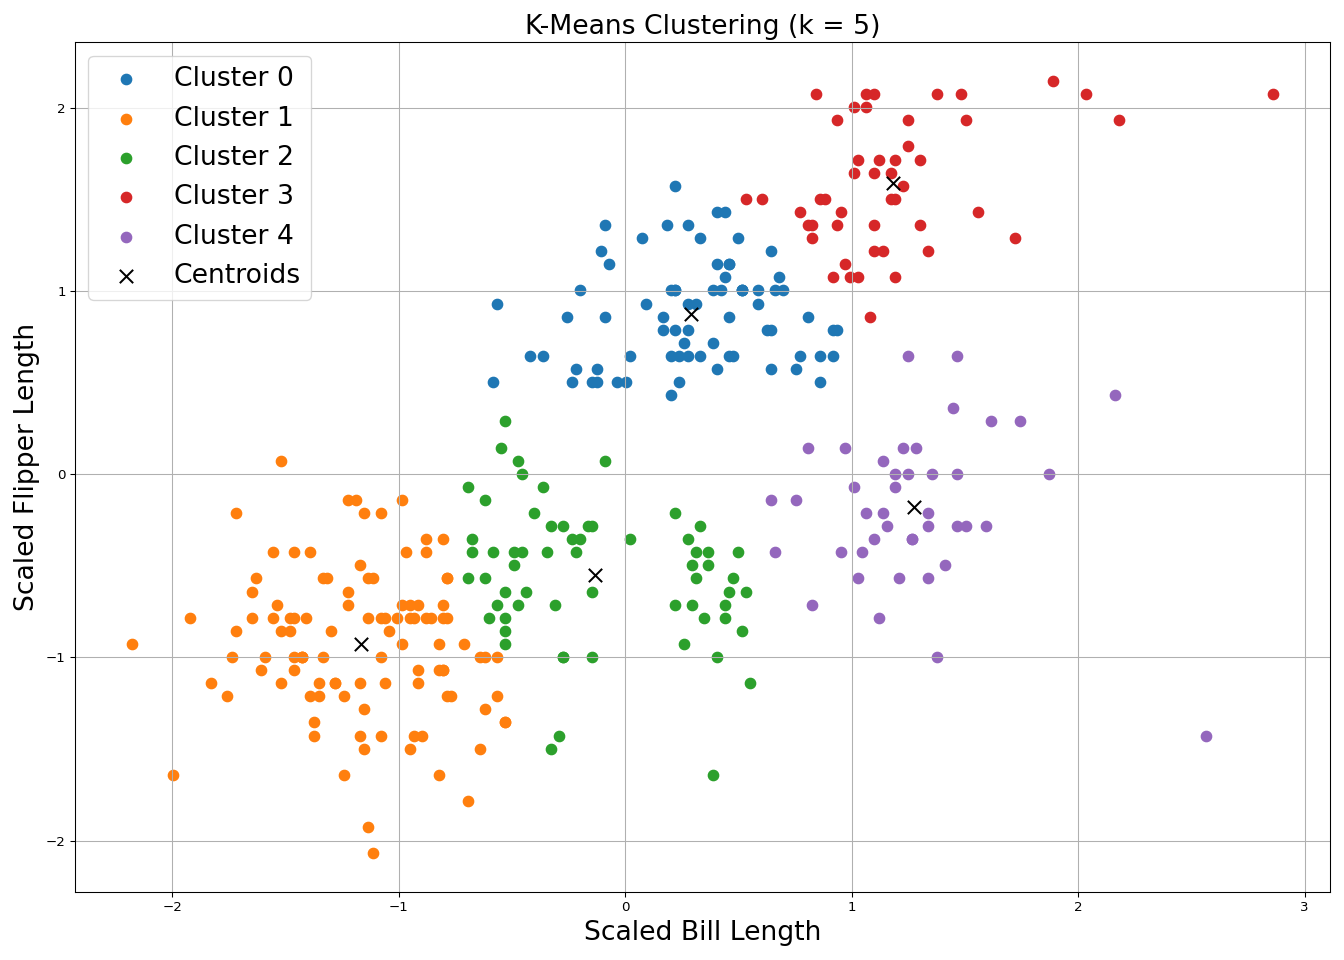 K-Means Clustering (k = 5)
Cluster 0
Cluster 1
Cluster 2
Cluster 3
Cluster 4
Centroids
Scaled Flipper Length
2
1
0
−1
−2
−2
−1
0
1
2
3
Scaled Bill Length